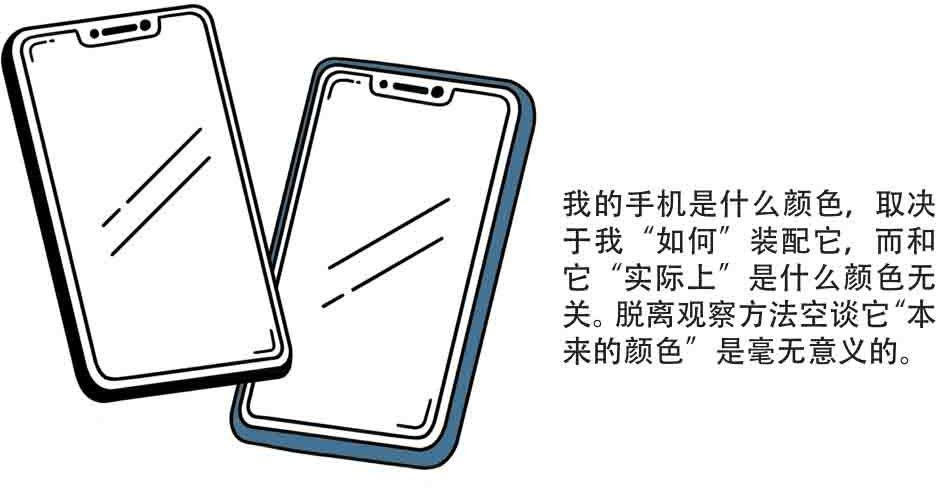 我的手机是什么颜色，取决
于我“如何”装配它，而和
它“实际上”是什么颜色无
关。脱离观察方法空谈它“本
来的颜色”是毫无意义的。